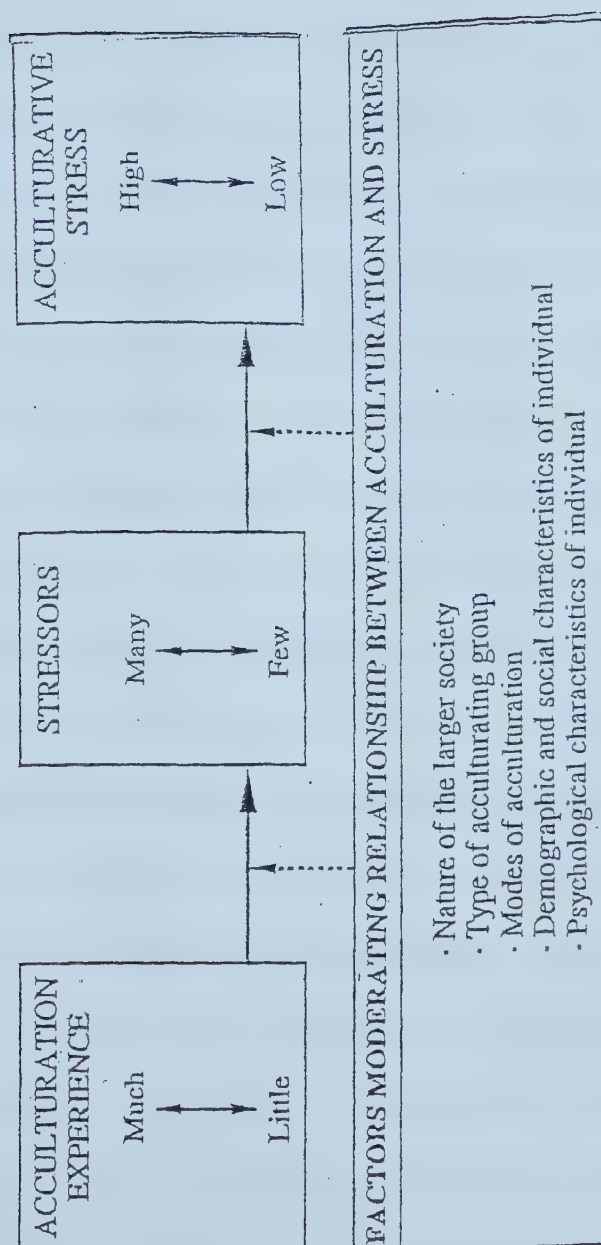 ACCULTURATION
EXPERIENCE
Much
Little
STRESSORS
Many
Few
ACCULTURATIVE
STRESS
High
Low
FACTORS MODERATING RELATIONSHIP BETWEEN ACCULTURATION AND STRESS
· Nature of the larger society
· Type of acculturating group
· Modes of acculturation
· Demographic and social characteristics of individual
· Psychological characteristics of individual